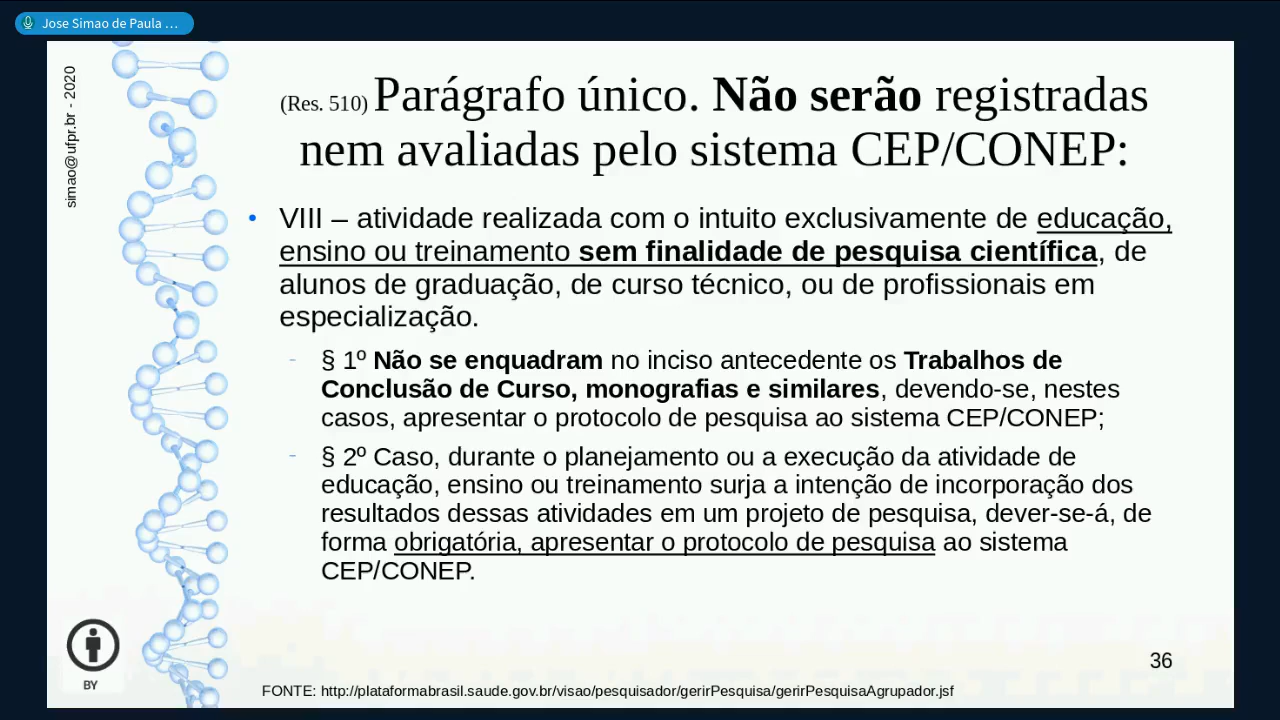 Jose Simao de Paula …
simao@ufpr.br - 2020
(Res. 510) Parágrafo único. Não serão registradas
nem avaliadas pelo sistema CEP/CONEP:
• VIII – atividade realizada com o intuito exclusivamente de educação,
ensino ou treinamento sem finalidade de pesquisa científica, de
alunos de graduação, de curso técnico, ou de profissionais em
especialização.
- § 1º Não se enquadram no inciso antecedente os Trabalhos de
Conclusão de Curso, monografias e similares, devendo-se, nestes
casos, apresentar o protocolo de pesquisa ao sistema CEP/CONEP;
- § 2º Caso, durante o planejamento ou a execução da atividade de
educação, ensino ou treinamento surja a intenção de incorporação dos
resultados dessas atividades em um projeto de pesquisa, dever-se-á, de
forma obrigatória, apresentar o protocolo de pesquisa ao sistema
CEP/CONEP.
36
BY
FONTE: http://plataformabrasil.saude.gov.br/visao/pesquisador/gerirPesquisa/gerirPesquisaAgrupador.jsf